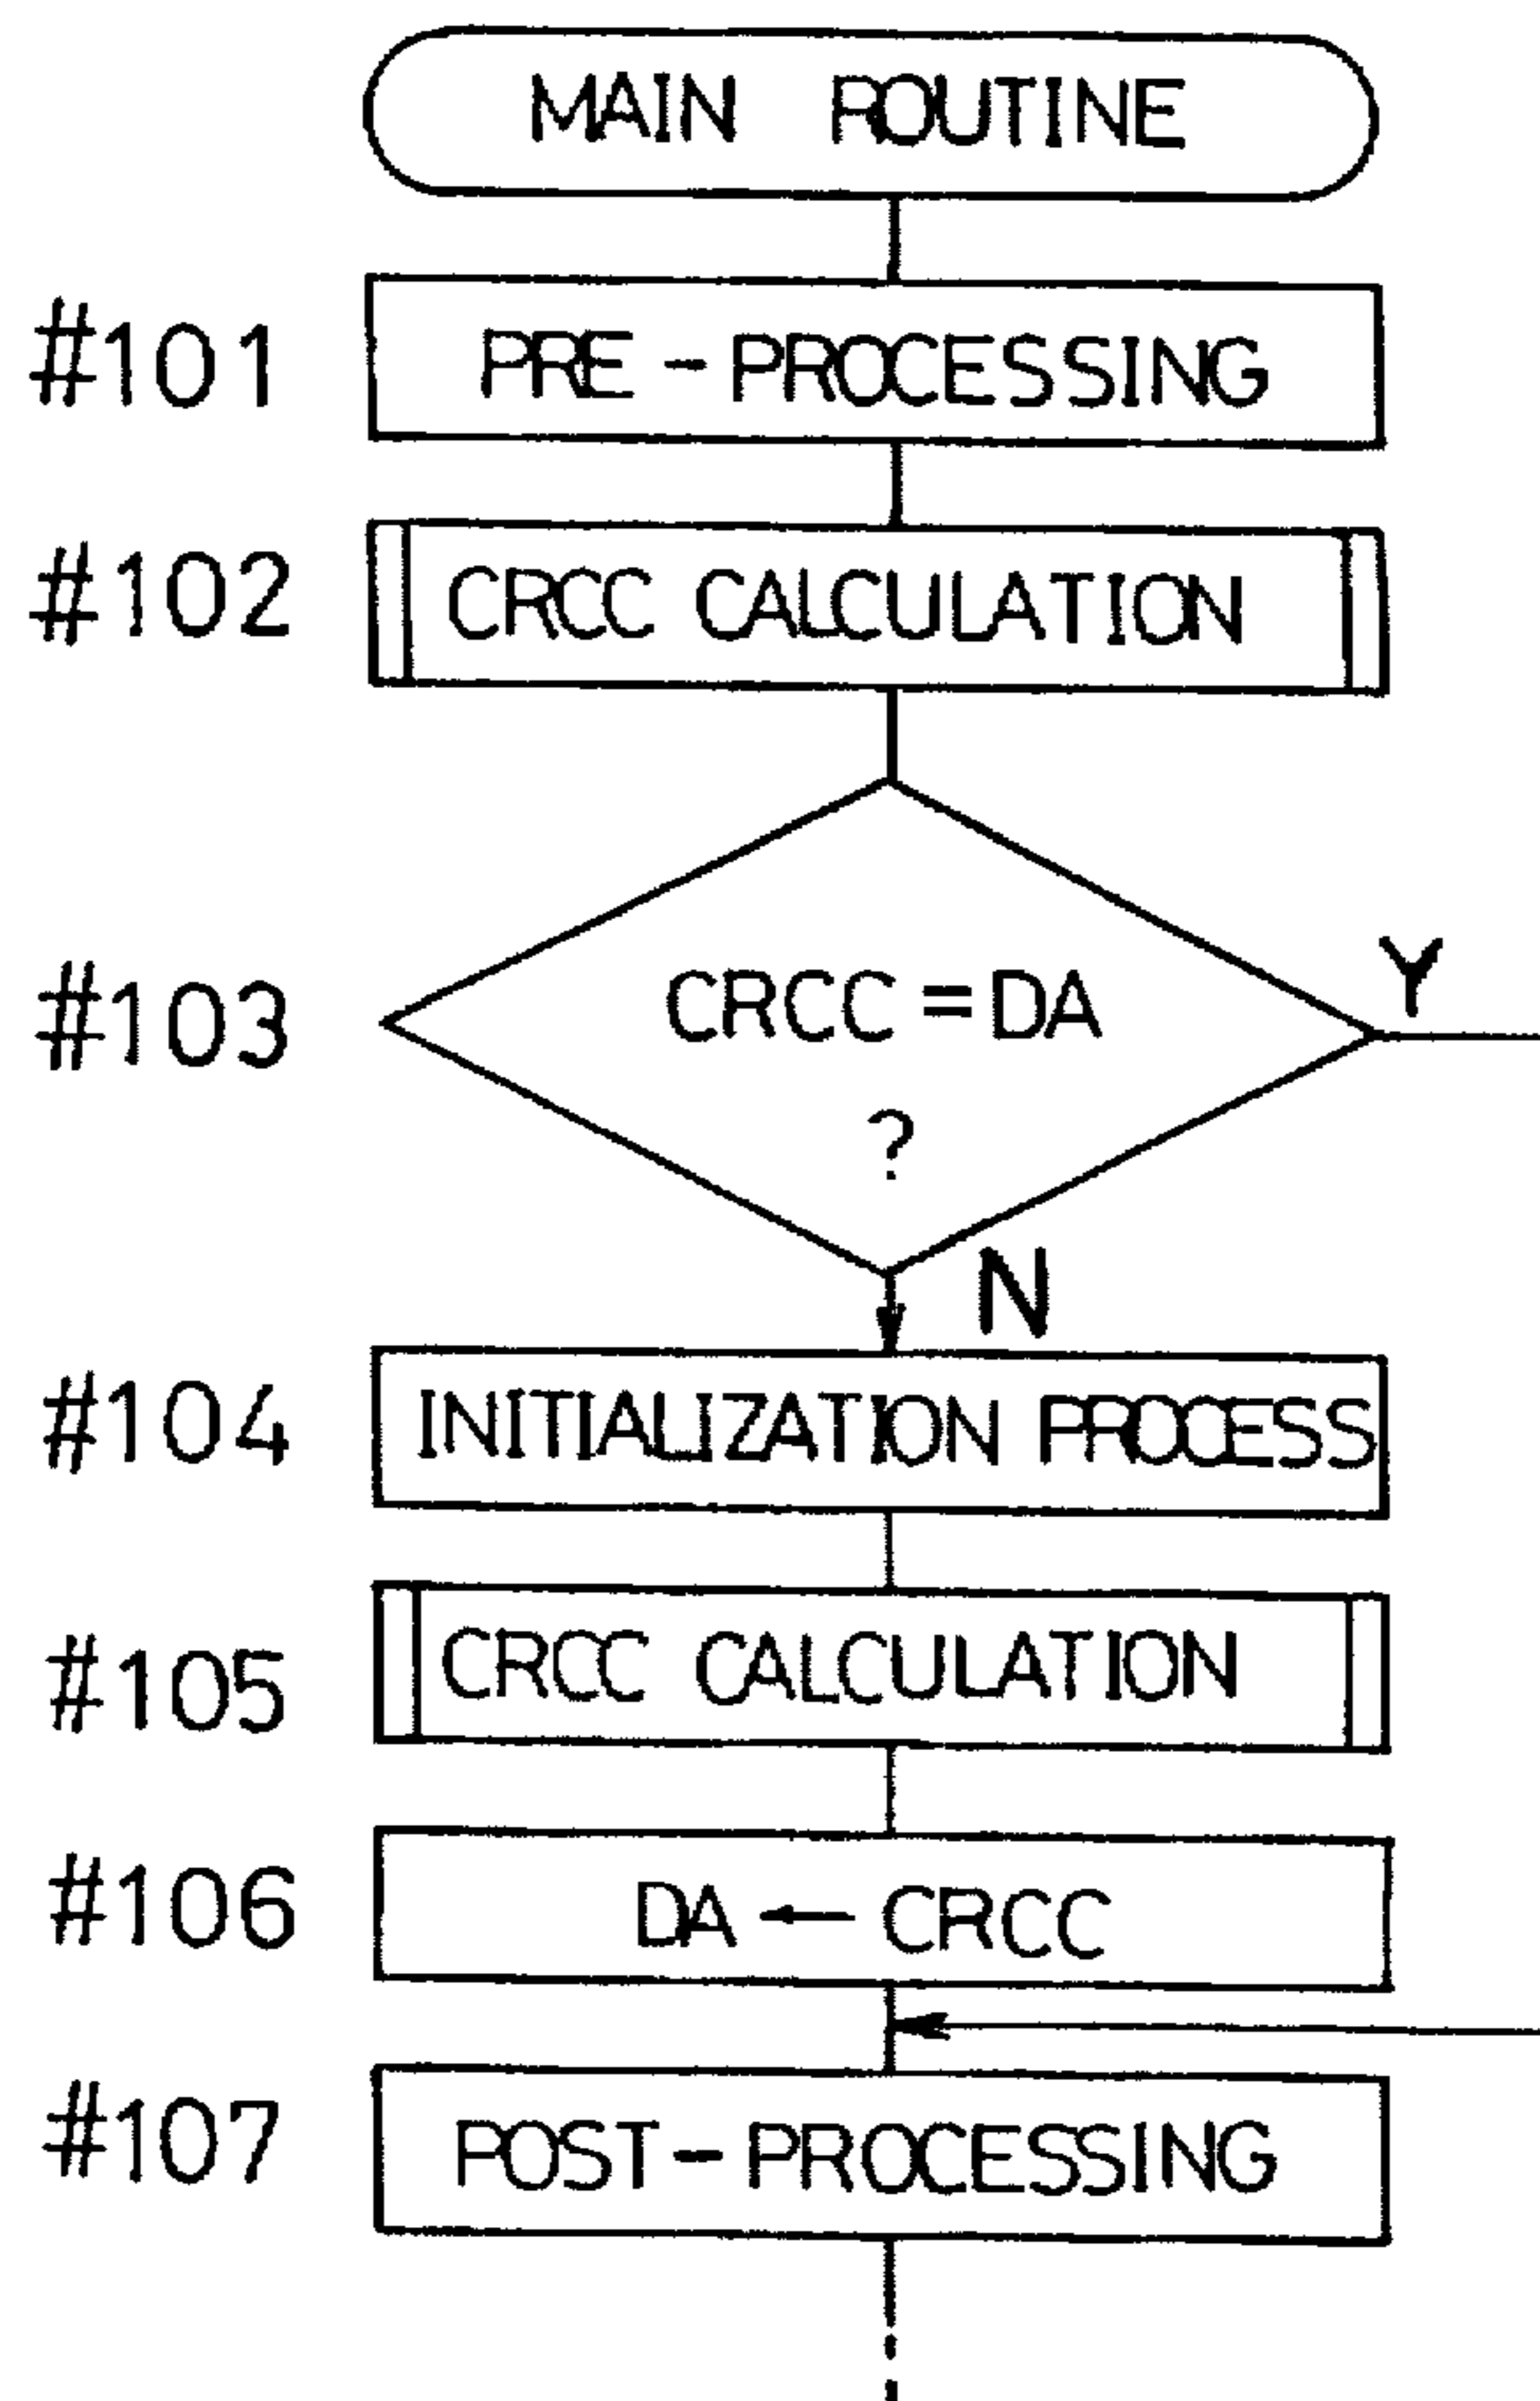 MAIN ROUTINE
#101 PRE-PROCESSING
#102 CRCC CALCULATION
#103 CRCC=DA
?
Y
N
#104 INITIALIZATION PROCESS
#105 CRCC CALCULATION
#106 DA ← CRCC
#107 POST-PROCESSING